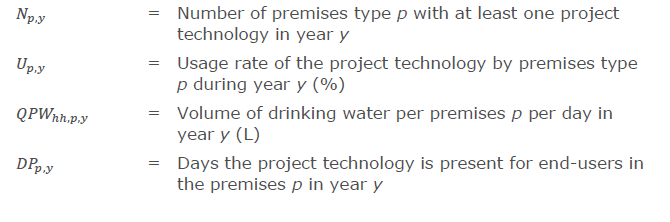 N_{p,y} = Number of premises type p with at least one project
technology in year y
U_{p,y} = Usage rate of the project technology by premises type
p during year y (%)
QPW_{hh,p,y} = Volume of drinking water per premises p per day in
year y (L)
DP_{p,y} = Days the project technology is present for end-users in
the premises p in year y